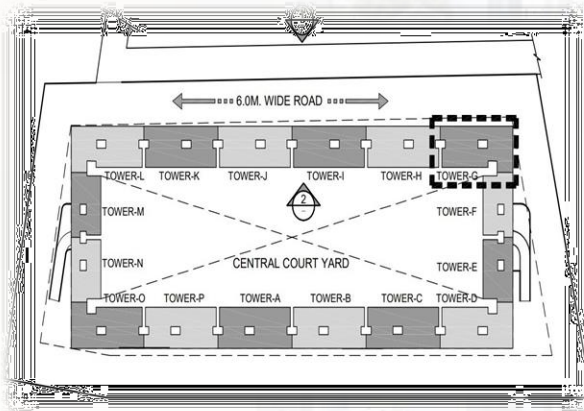 6.0M. WIDE ROAD
TOWER-L TOWER-K TOWER-J TOWER-I TOWER-H TOWER-G
2
TOWER-M TOWER-F
CENTRAL COURT YARD
TOWER-N TOWER-E
TOWER-O TOWER-P TOWER-A TOWER-B TOWER-C TOWER-D